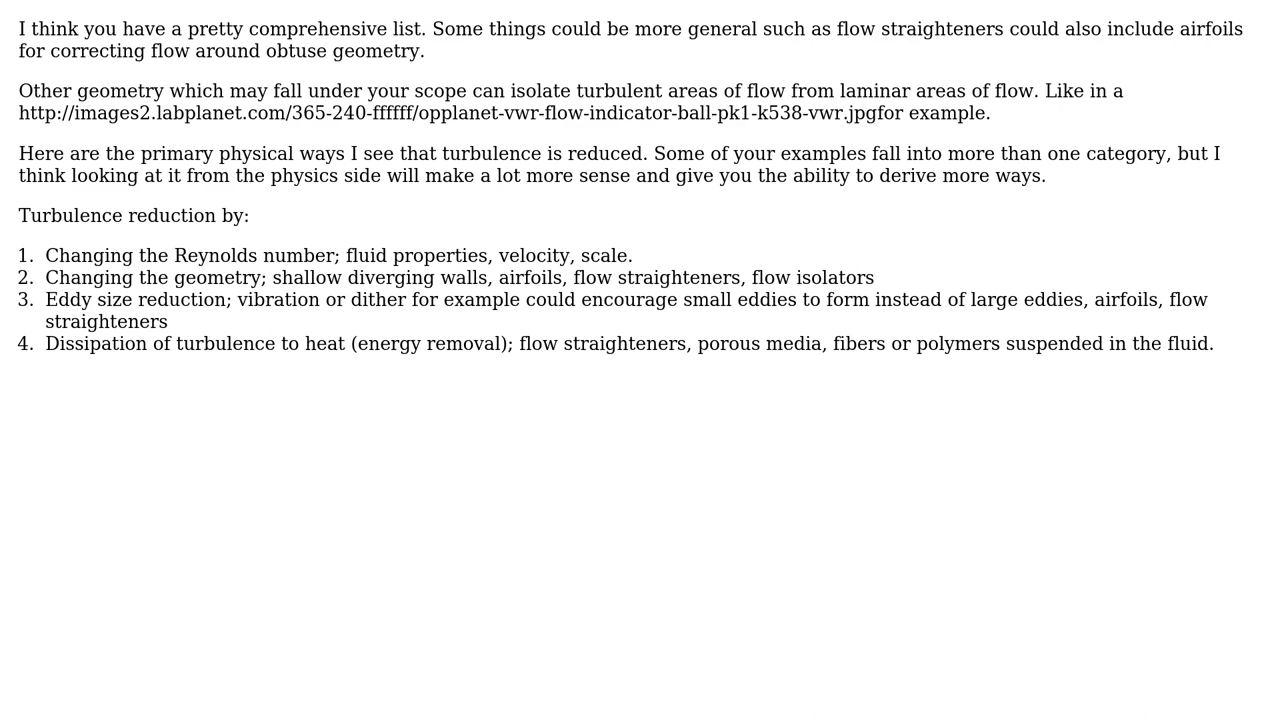 I think you have a pretty comprehensive list. Some things could be more general such as flow straighteners could also include airfoils
for correcting flow around obtuse geometry.
Other geometry which may fall under your scope can isolate turbulent areas of flow from laminar areas of flow. Like in a
http://images2.labplanet.com/365-240-ffffff/opplanet-vwr-flow-indicator-ball-pk1-k538-vwr.jpgfor example.
Here are the primary physical ways I see that turbulence is reduced. Some of your examples fall into more than one category, but I
think looking at it from the physics side will make a lot more sense and give you the ability to derive more ways.
Turbulence reduction by:
1. Changing the Reynolds number; fluid properties, velocity, scale.
2. Changing the geometry; shallow diverging walls, airfoils, flow straighteners, flow isolators
3. Eddy size reduction; vibration or dither for example could encourage small eddies to form instead of large eddies, airfoils, flow
straighteners
4. Dissipation of turbulence to heat (energy removal); flow straighteners, porous media, fibers or polymers suspended in the fluid.